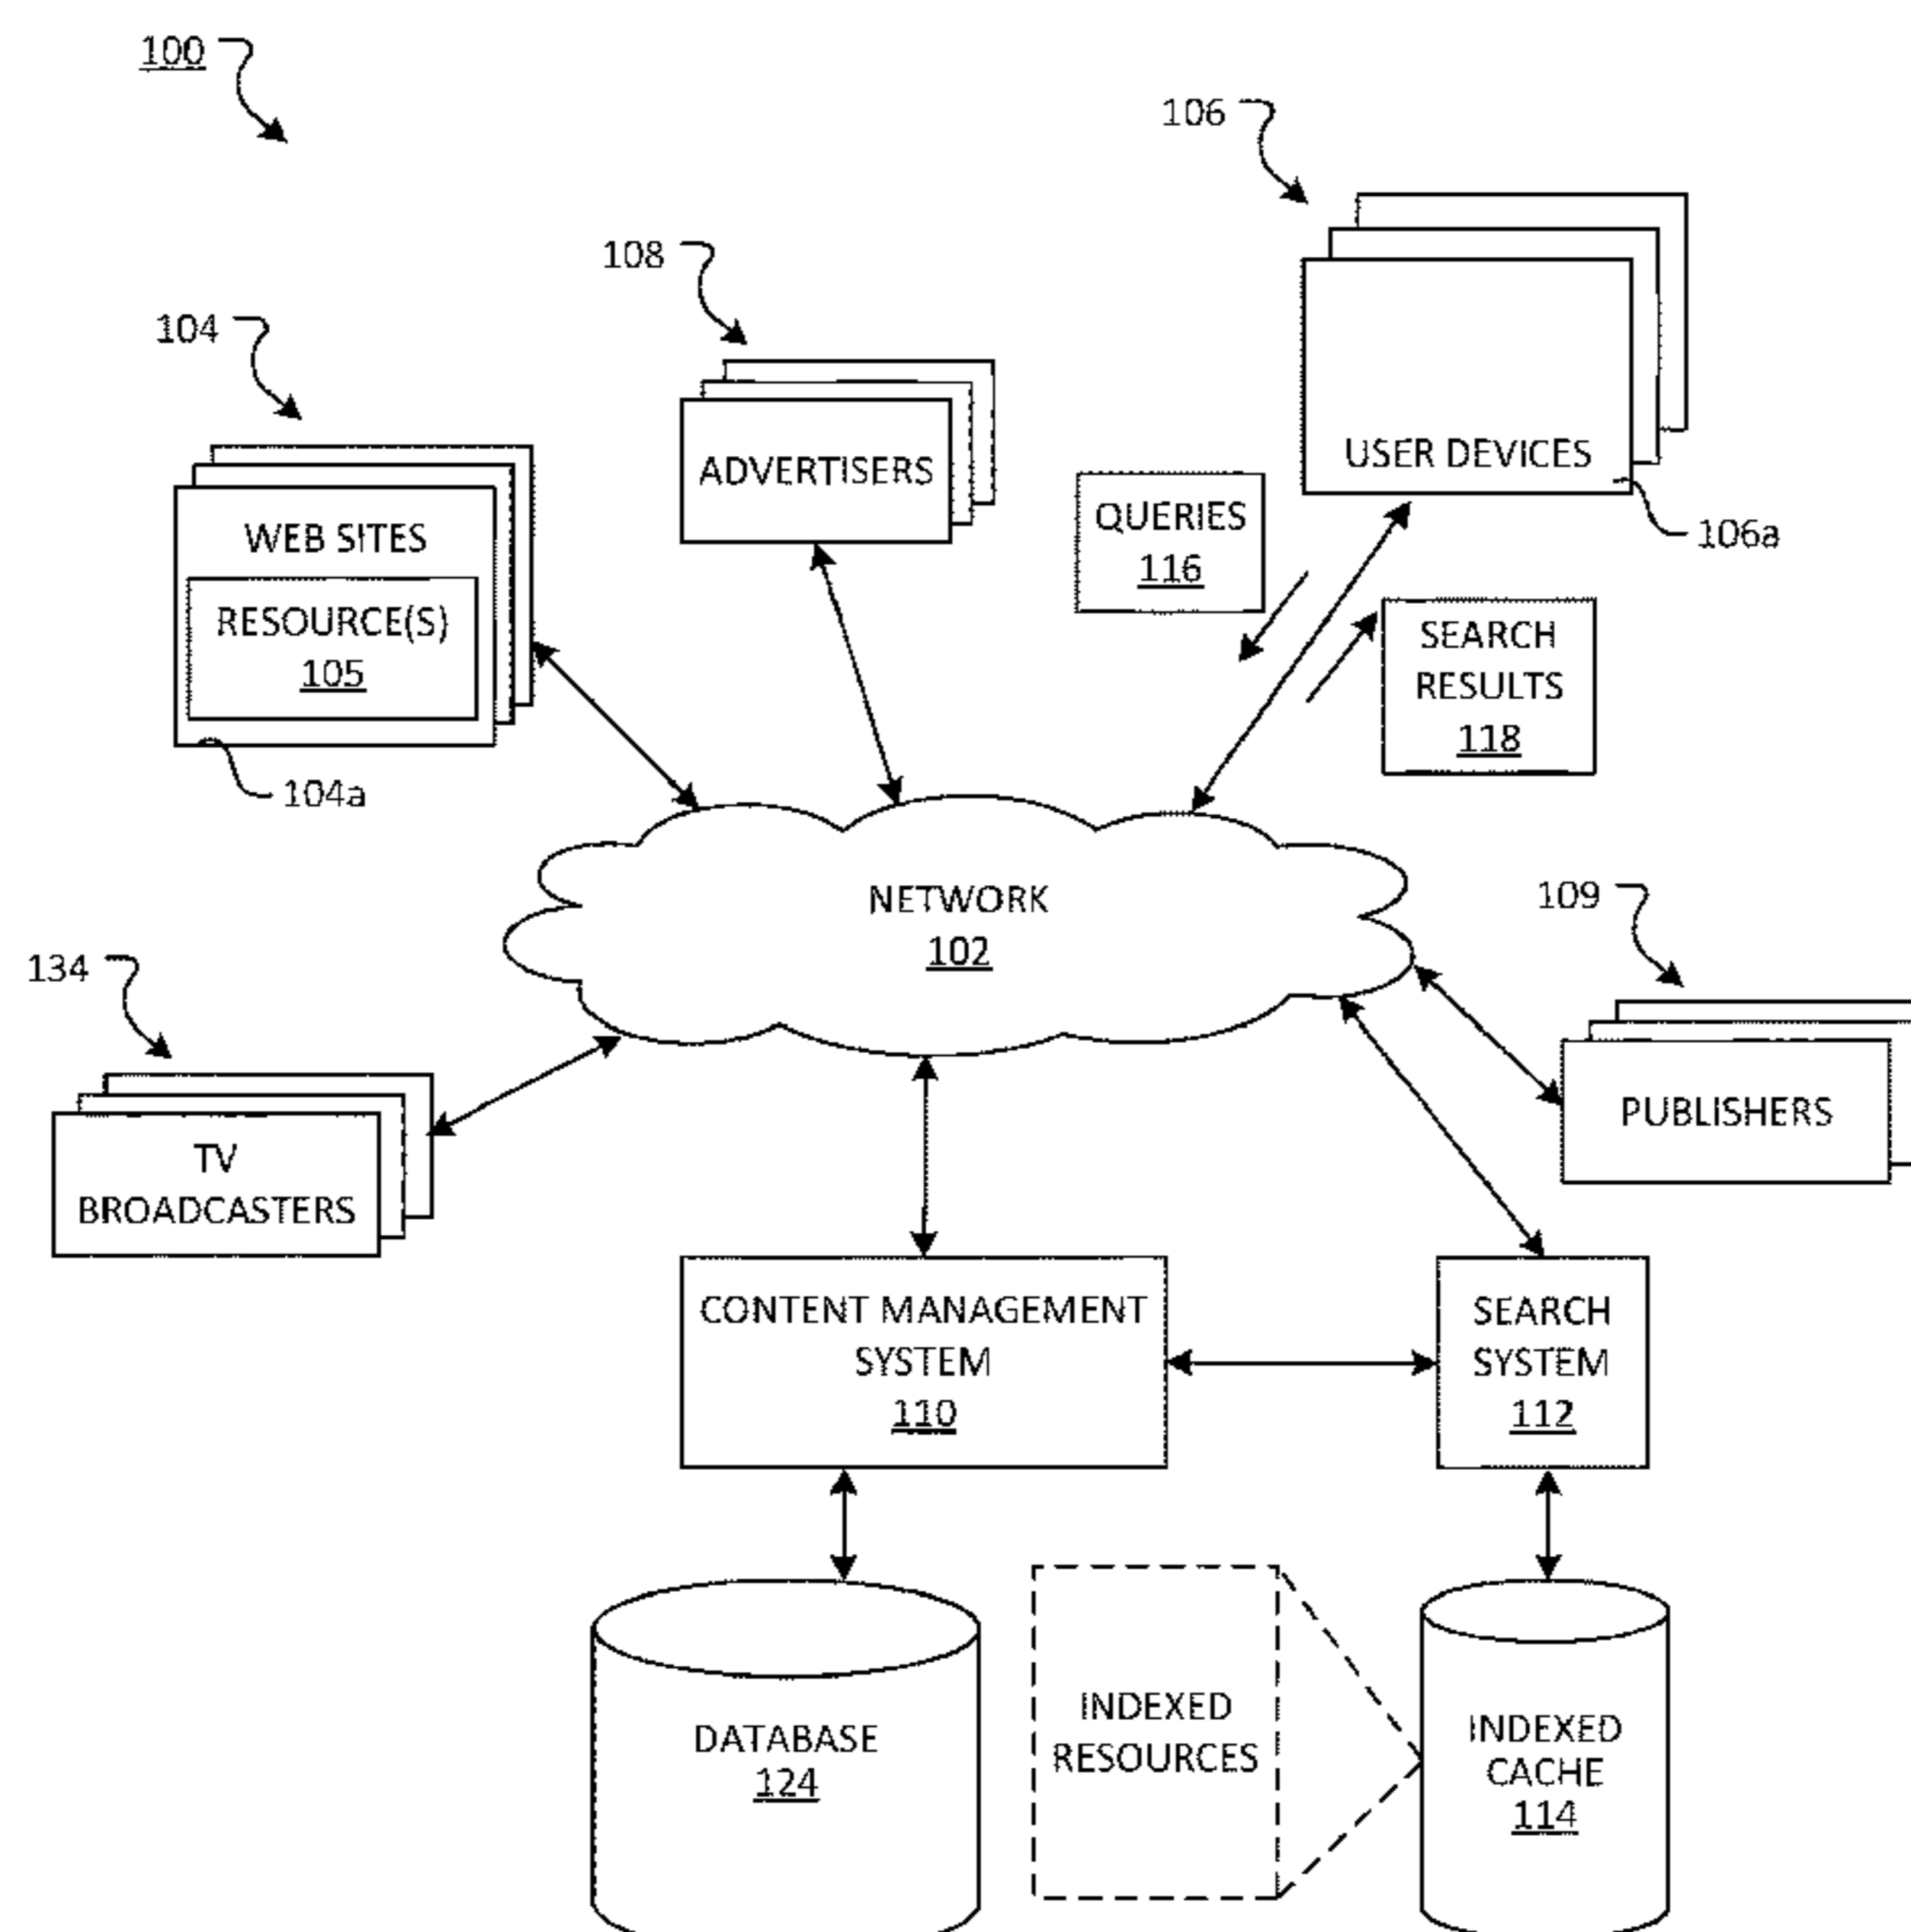 100
106
108
104
ADVERTISERS
USER DEVICES
106a
QUERIES
116
WEB SITES
RESOURCE(S)
105
104a
SEARCH
RESULTS
118
NETWORK
102
109
134
PUBLISHERS
TV
BROADCASTERS
CONTENT MANAGEMENT
SYSTEM
110
SEARCH
SYSTEM
112
DATABASE
124
INDEXED
RESOURCES
INDEXED
CACHE
114